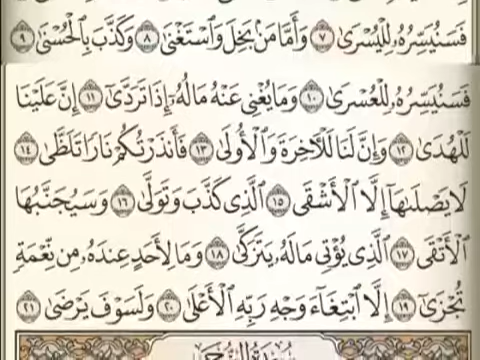 فَسَنُيَسِّرُهُۥ لِلْيُسْرَىٰ ٧ وَأَمَّا مَنۢ بَخِلَ وَٱسْتَغْنَىٰ ٨ وَكَذَّبَ بِٱلْحُسْنَىٰ ٩
فَسَنُيَسِّرُهُۥ لِلْعُسْرَىٰ ١٠ وَمَا يُغْنِى عَنْهُ مَالُهُۥٓ إِذَا تَرَدَّىٰٓ ١١ إِنَّ عَلَيْنَا
لَلْهُدَىٰ ١٢ وَإِنَّ لَنَا لَلْـَٔاخِرَةَ وَٱلْأُولَىٰ ١٣ فَأَنذَرْتُكُمْ نَارًا تَلَظَّىٰ ١٤
لَا يَصْلَىٰهَآ إِلَّا ٱلْأَشْقَى ١٥ ٱلَّذِى كَذَّبَ وَتَوَلَّىٰ ١٦ وَسَيُجَنَّبُهَا
ٱلْأَتْقَى ١٧ ٱلَّذِى يُؤْتِى مَالَهُۥ يَتَزَكَّىٰ ١٨ وَمَا لِأَحَدٍ عِندَهُۥ مِن نِّعْمَةٍ
تُجْزَىٰٓ ١٩ إِلَّا ٱبْتِغَآءَ وَجْهِ رَبِّهِ ٱلْأَعْلَىٰ ٢٠ وَلَسَوْفَ يَرْضَىٰ ٢١